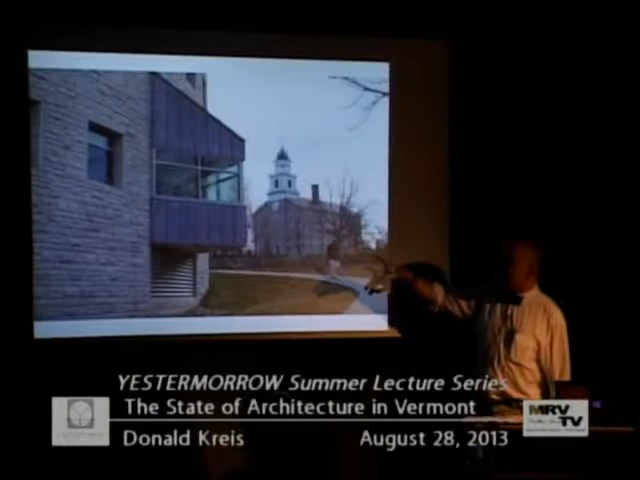 YESTERMORROW Summer Lecture Series
The State of Architecture in Vermont
Donald Kreis August 28, 2013
MRV
TV